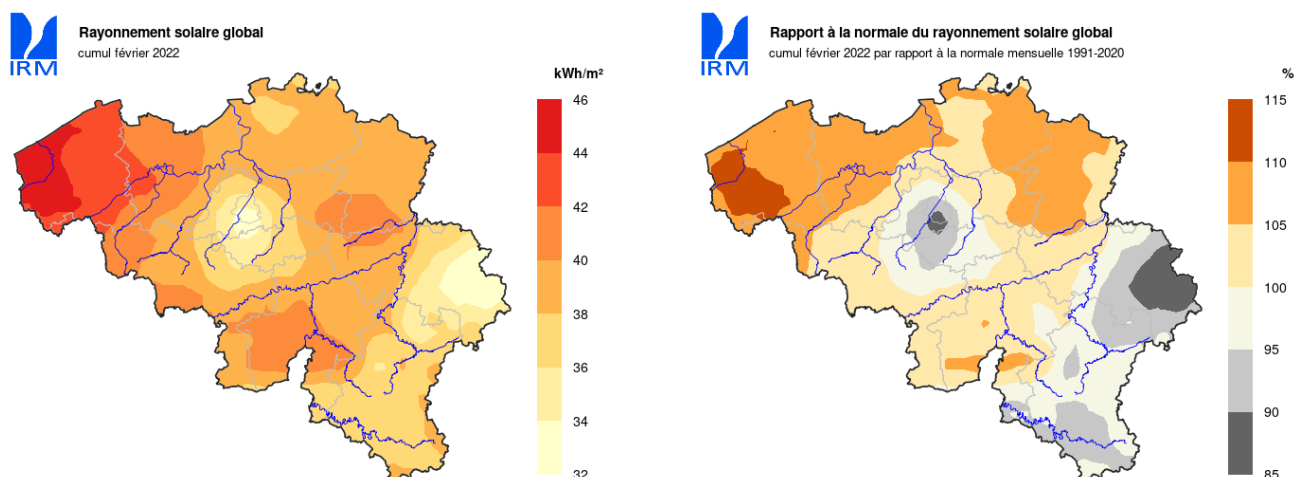 IRM
Rayonnement solaire global
cumul février 2022
kWh/m²
46
44
42
40
38
36
34
32
IRM
Rapport à la normale du rayonnement solaire global
cumul février 2022 par rapport à la normale mensuelle 1991-2020
%
115
110
105
100
95
90
85